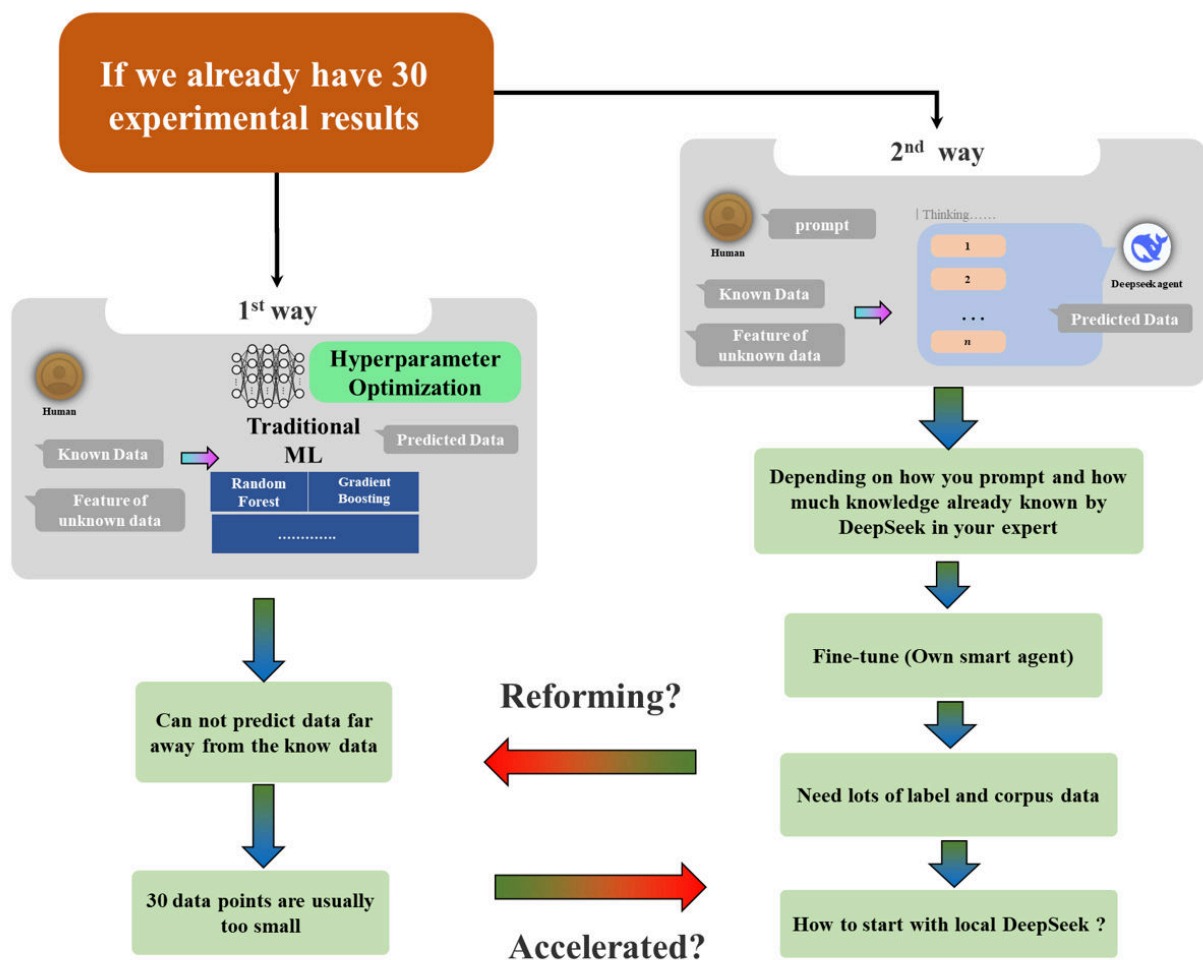 If we already have 30
experimental results
1st way
Human
Hyperparameter
Optimization
Traditional
ML
Known Data
Predicted Data
Feature of
unknown data
Random
Forest
Gradient
Boosting
.............
Can not predict data far
away from the know data
30 data points are usually
too small
2nd way
Human
prompt
Known Data
Feature of
unknown data
| Thinking……
1
2
...
n
Deepseek agent
Predicted Data
Depending on how you prompt and how
much knowledge already known by
DeepSeek in your expert
Fine-tune (Own smart agent)
Need lots of label and corpus data
How to start with local DeepSeek ?
Reforming?
Accelerated?